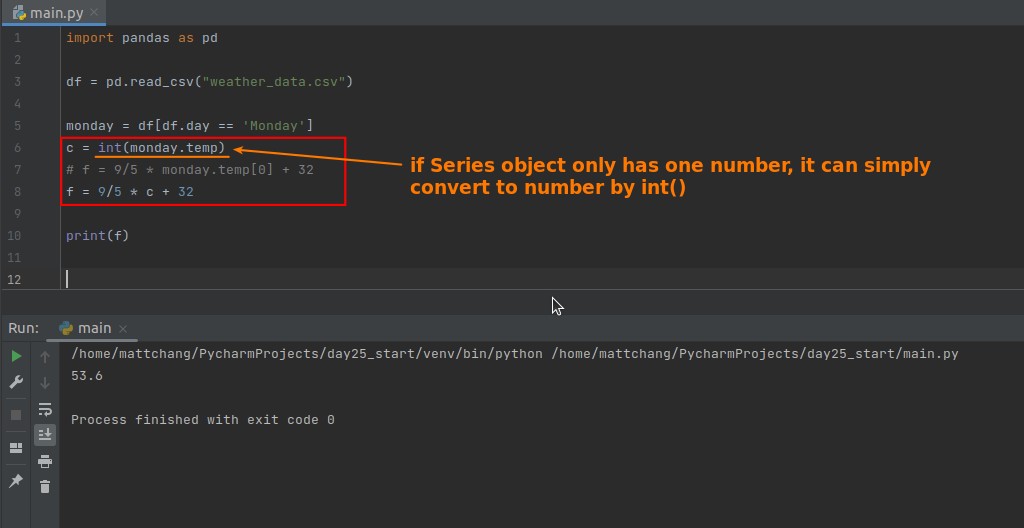 main.py
1 import pandas as pd
2
3 df = pd.read_csv("weather_data.csv")
4
5 monday = df[df.day == 'Monday']
6 c = int(monday.temp)
7 # f = 9/5 * monday.temp[0] + 32
8 f = 9/5 * c + 32
9
10 print(f)
11
12
if Series object only has one number, it can simply
convert to number by int()
Run: main
/home/mattchang/PycharmProjects/day25_start/venv/bin/python /home/mattchang/PycharmProjects/day25_start/main.py
53.6
Process finished with exit code 0